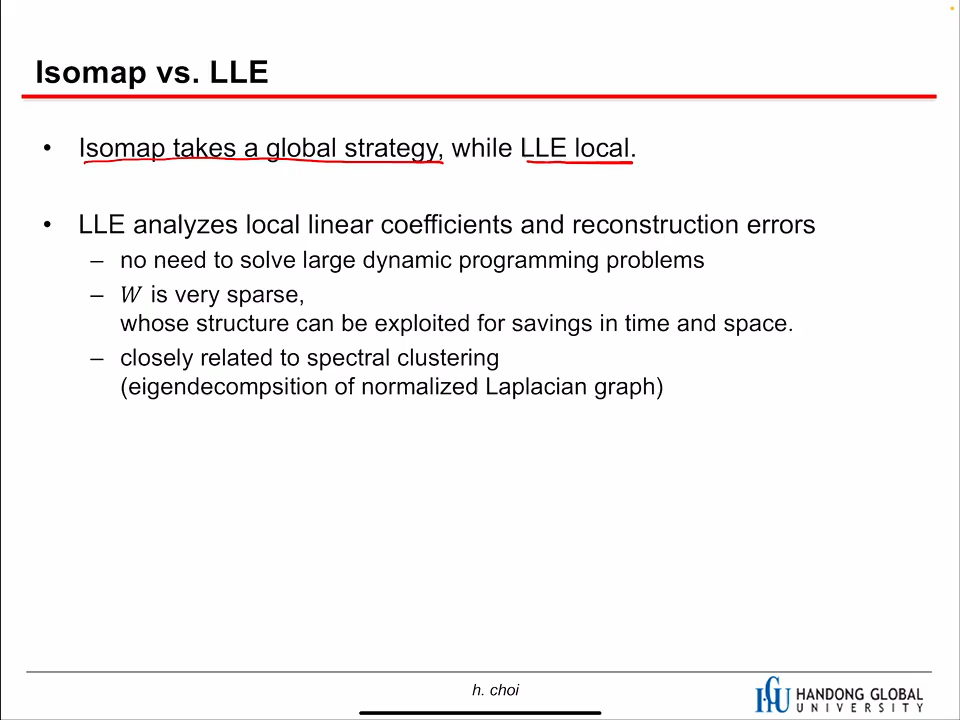 Isomap vs. LLE
• Isomap takes a global strategy, while LLE local.
• LLE analyzes local linear coefficients and reconstruction errors
– no need to solve large dynamic programming problems
– W is very sparse,
whose structure can be exploited for savings in time and space.
– closely related to spectral clustering
(eigendecompsition of normalized Laplacian graph)
h. choi
HGU HANDONG GLOBAL
UNIVERSITY